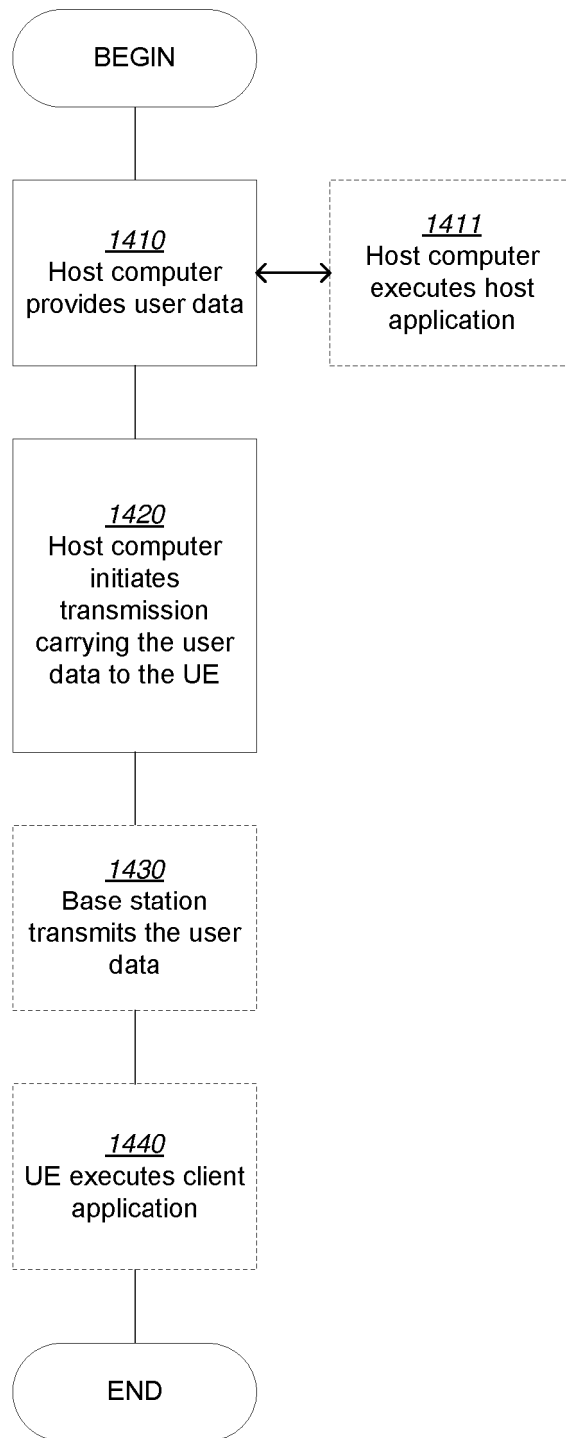 BEGIN
1410
Host computer
provides user data
1411
Host computer
executes host
application
1420
Host computer
initiates
transmission
carrying the user
data to the UE
1430
Base station
transmits the user
data
1440
UE executes client
application
END